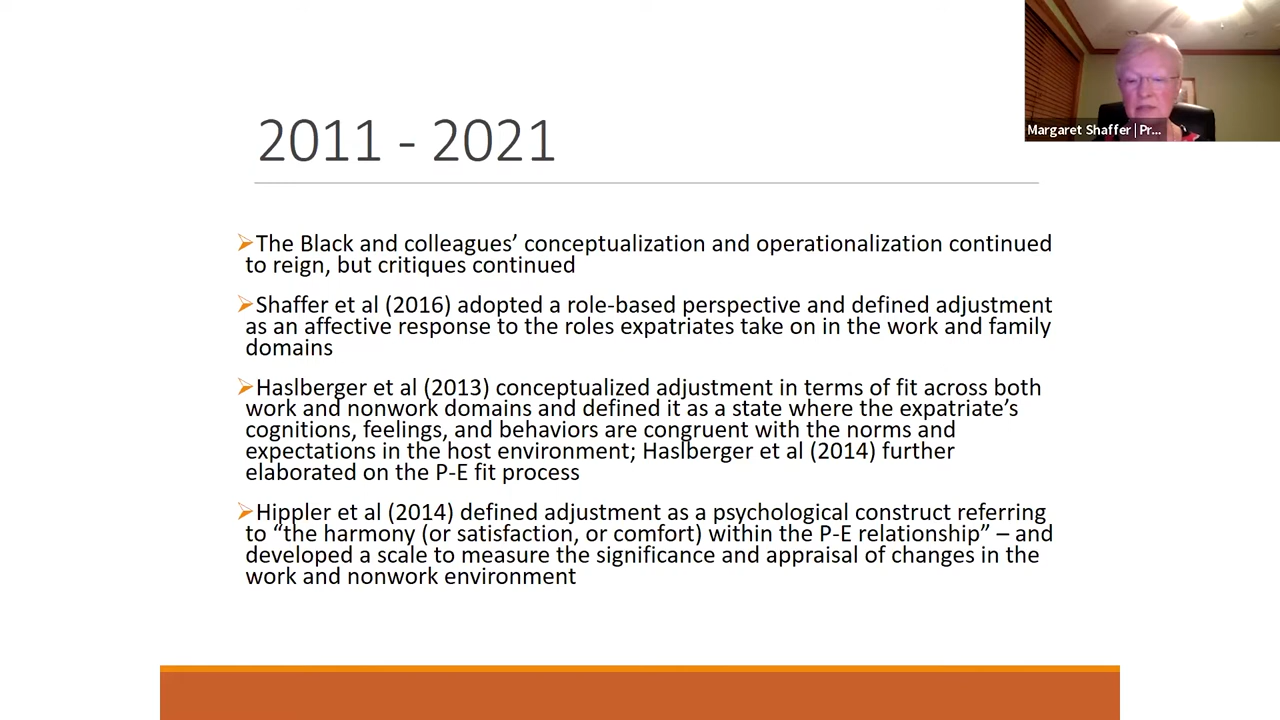 Margaret Shaffer | Pr...
2011 - 2021
➢The Black and colleagues’ conceptualization and operationalization continued
to reign, but critiques continued
➢Shaffer et al (2016) adopted a role-based perspective and defined adjustment
as an affective response to the roles expatriates take on in the work and family
domains
➢Haslberger et al (2013) conceptualized adjustment in terms of fit across both
work and nonwork domains and defined it as a state where the expatriate’s
cognitions, feelings, and behaviors are congruent with the norms and
expectations in the host environment; Haslberger et al (2014) further
elaborated on the P-E fit process
➢Hippler et al (2014) defined adjustment as a psychological construct referring
to “the harmony (or satisfaction, or comfort) within the P-E relationship” – and
developed a scale to measure the significance and appraisal of changes in the
work and nonwork environment